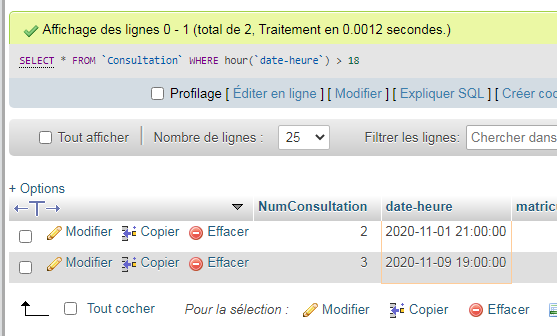 Affichage des lignes 0 - 1 (total de 2, Traitement en 0.0012 secondes.)
SELECT * FROM `Consultation` WHERE hour(`date-heure`) > 18
Profilage [ Éditer en ligne ] [ Modifier ] [ Expliquer SQL ] [ Créer
Tout afficher Nombre de lignes : 25 Filtrer les lignes: Chercher dans
+ Options
NumConsultation date-heure
Modifier Copier Effacer 2 2020-11-01 21:00:00
Modifier Copier Effacer 3 2020-11-09 19:00:00
Tout cocher Pour la sélection : Modifier Copier Effacer